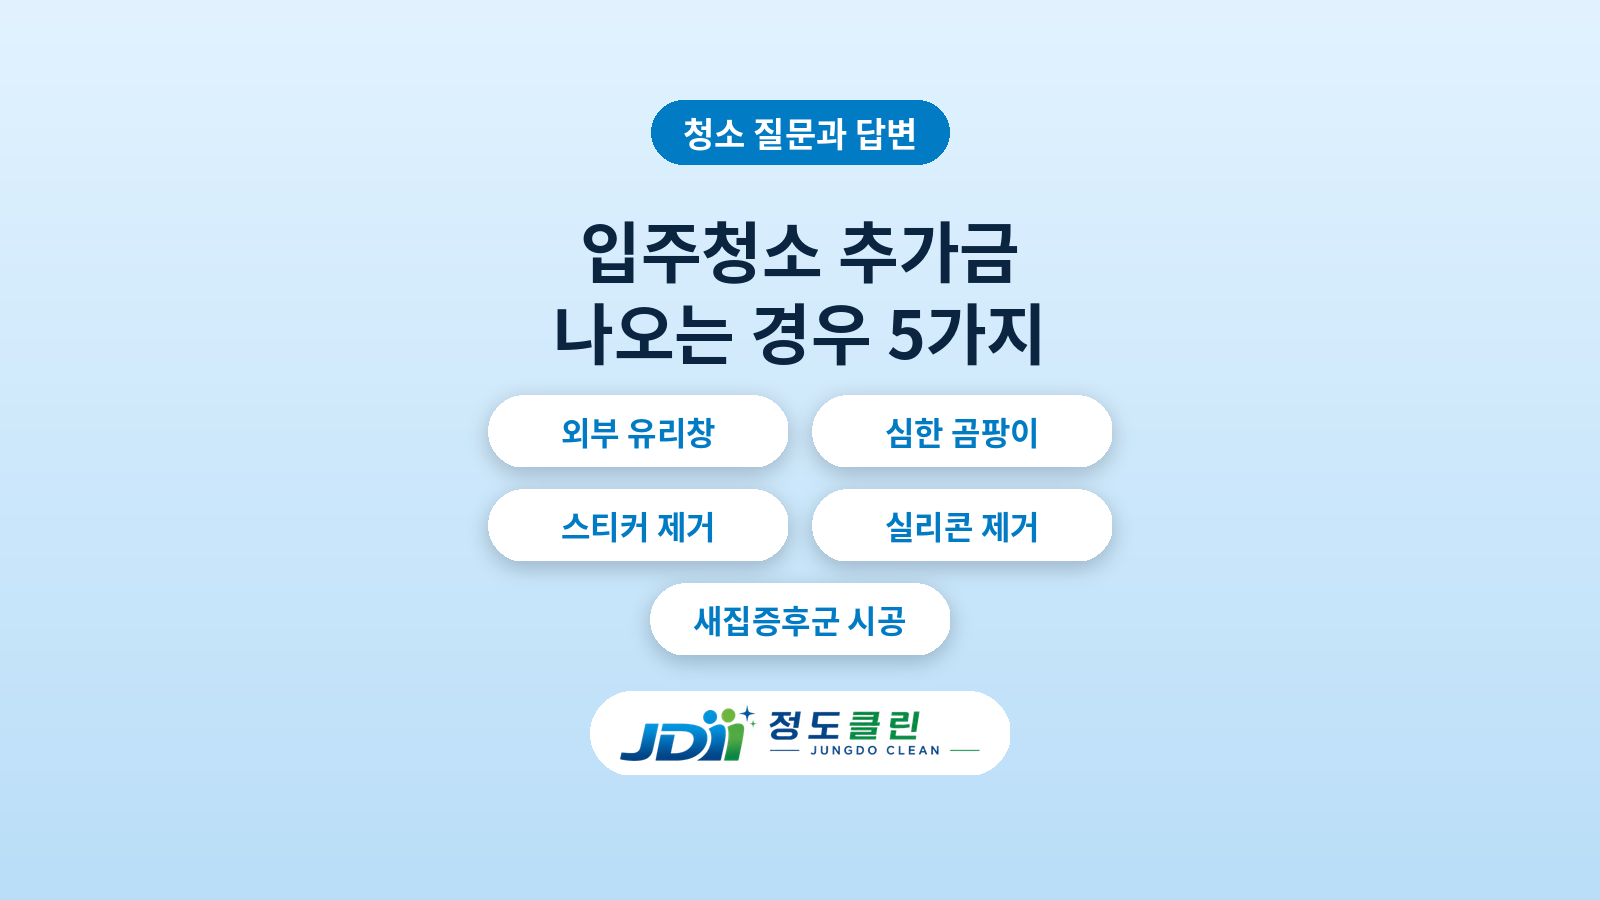 청소 질문과 답변
입주청소 추가금
나오는 경우 5가지
외부 유리창
심한 곰팡이
스티커 제거
실리콘 제거
새집증후군 시공
JDii 정도클린
JUNGDO CLEAN